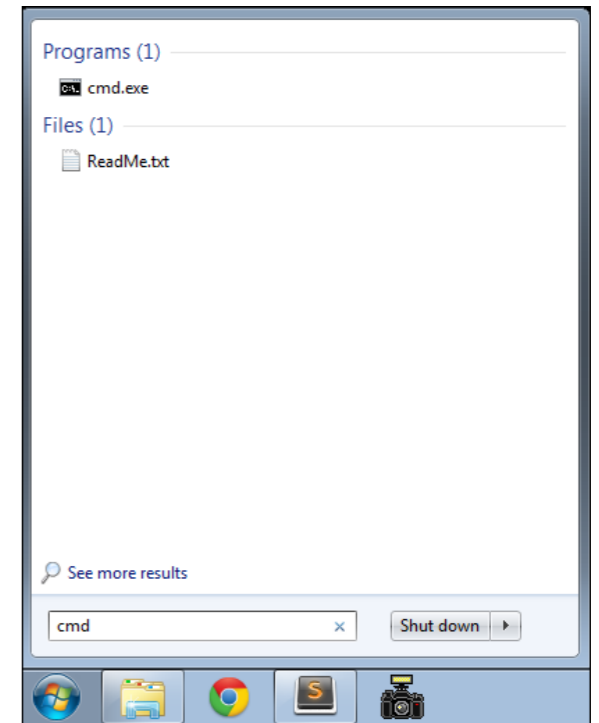 Programs (1)
cmd.exe
Files (1)
ReadMe.txt
See more results
cmd
Shut down